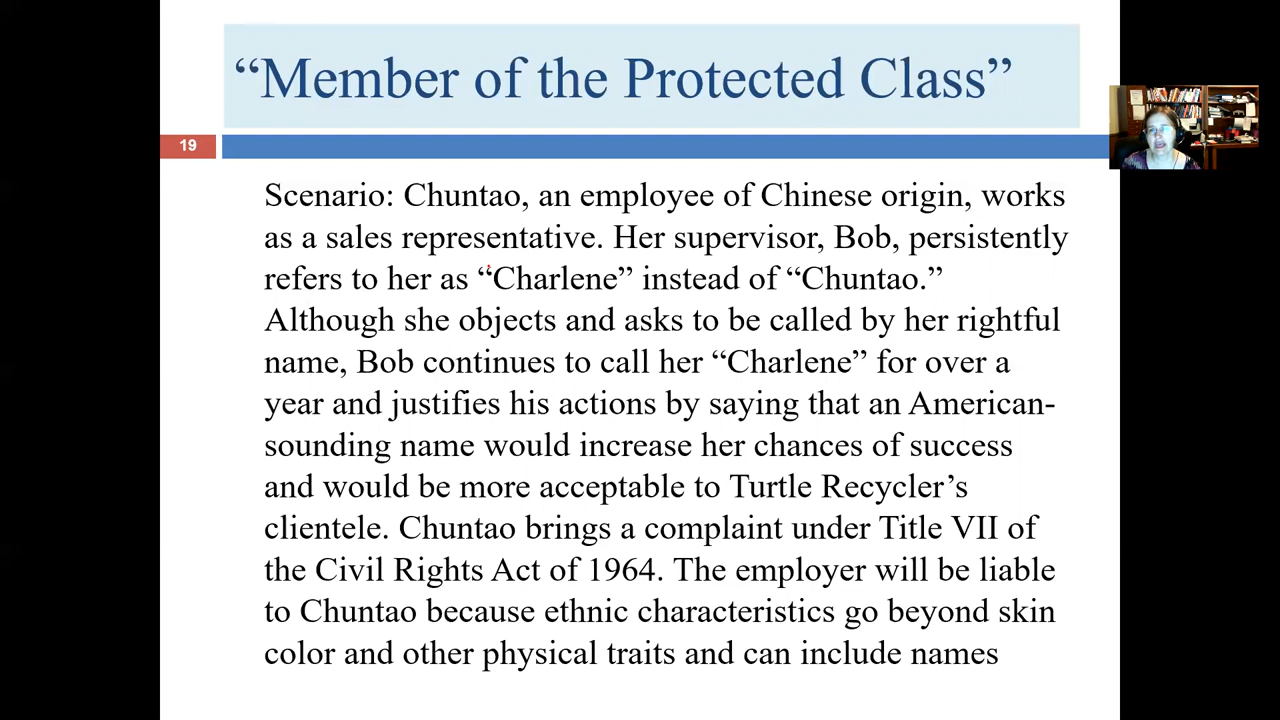 “Member of the Protected Class”
19
Scenario: Chuntao, an employee of Chinese origin, works
as a sales representative. Her supervisor, Bob, persistently
refers to her as “Charlene” instead of “Chuntao.”
Although she objects and asks to be called by her rightful
name, Bob continues to call her “Charlene” for over a
year and justifies his actions by saying that an American-
sounding name would increase her chances of success
and would be more acceptable to Turtle Recycler’s
clientele. Chuntao brings a complaint under Title VII of
the Civil Rights Act of 1964. The employer will be liable
to Chuntao because ethnic characteristics go beyond skin
color and other physical traits and can include names